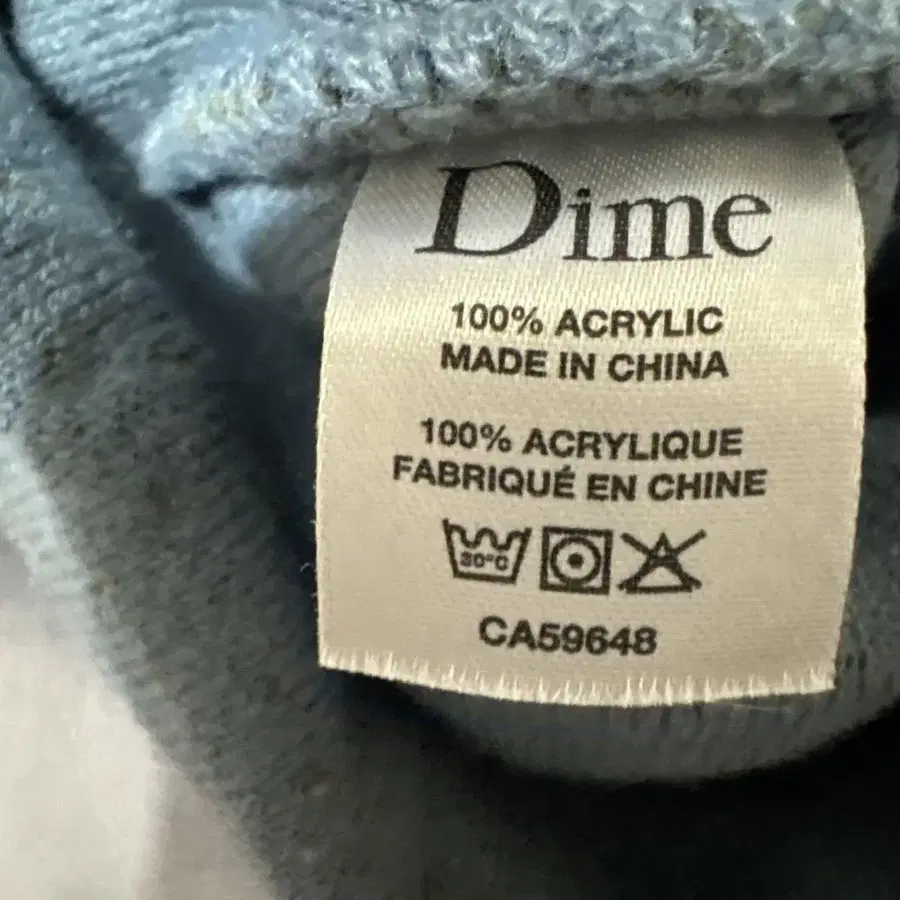 Dime
100% ACRYLIC
MADE IN CHINA
100% ACRYLIQUE
FABRIQUÉ EN CHINE
30°C
CA59648